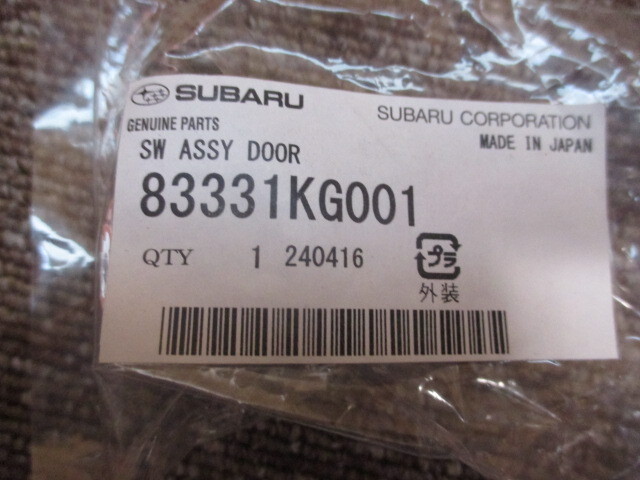 SUBARU
SUBARU CORPORATION
GENUINE PARTS
MADE IN JAPAN
SW ASSY DOOR
83331KG001
QTY 1 240416
プラ
外装